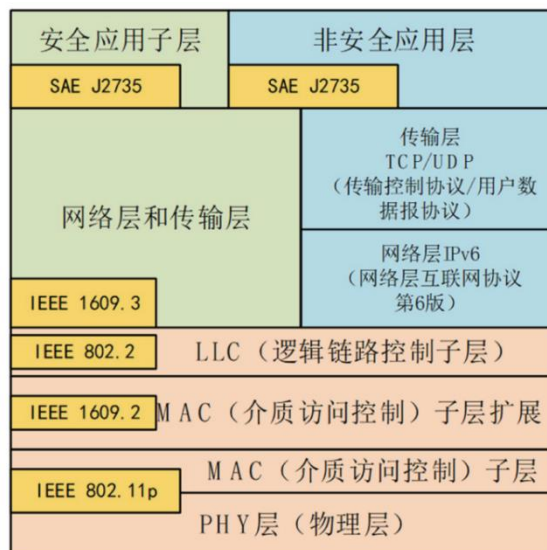 安全应用子层
非安全应用层
SAE J2735
SAE J2735
网络层和传输层
传输层
TCP/UDP
(传输控制协议/用户数
据报协议)
网络层IPv6
(网络层互联网协议
第6版)
IEEE 1609.3
IEEE 802.2
LLC(逻辑链路控制子层)
IEEE 1609.2
MAC(介质访问控制)子层扩展
MAC(介质访问控制)子层
IEEE 802.11p
PHY层(物理层)